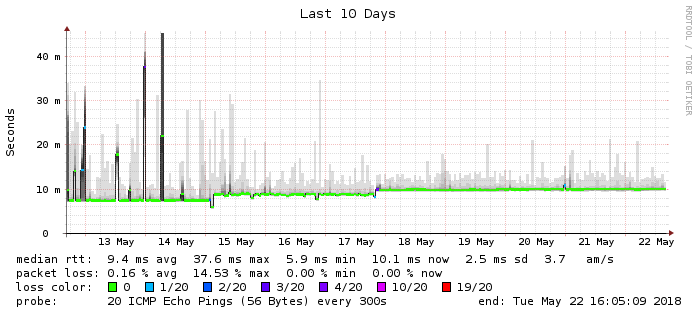 Last 10 Days
RRDTOOL / TOBI OETIKER
Seconds
40 m
30 m
20 m
10 m
0
13 May 14 May 15 May 16 May 17 May 18 May 19 May 20 May 21 May 22 May
median rtt: 9.4 ms avg 37.6 ms max 5.9 ms min 10.1 ms now 2.5 ms sd 3.7 am/s
packet loss: 0.16 % avg 14.53 % max 0.00 % min 0.00 % now
loss color: 0 1/20 2/20 3/20 4/20 10/20 19/20
probe: 20 ICMP Echo Pings (56 Bytes) every 300s end: Tue May 22 16:05:09 2018